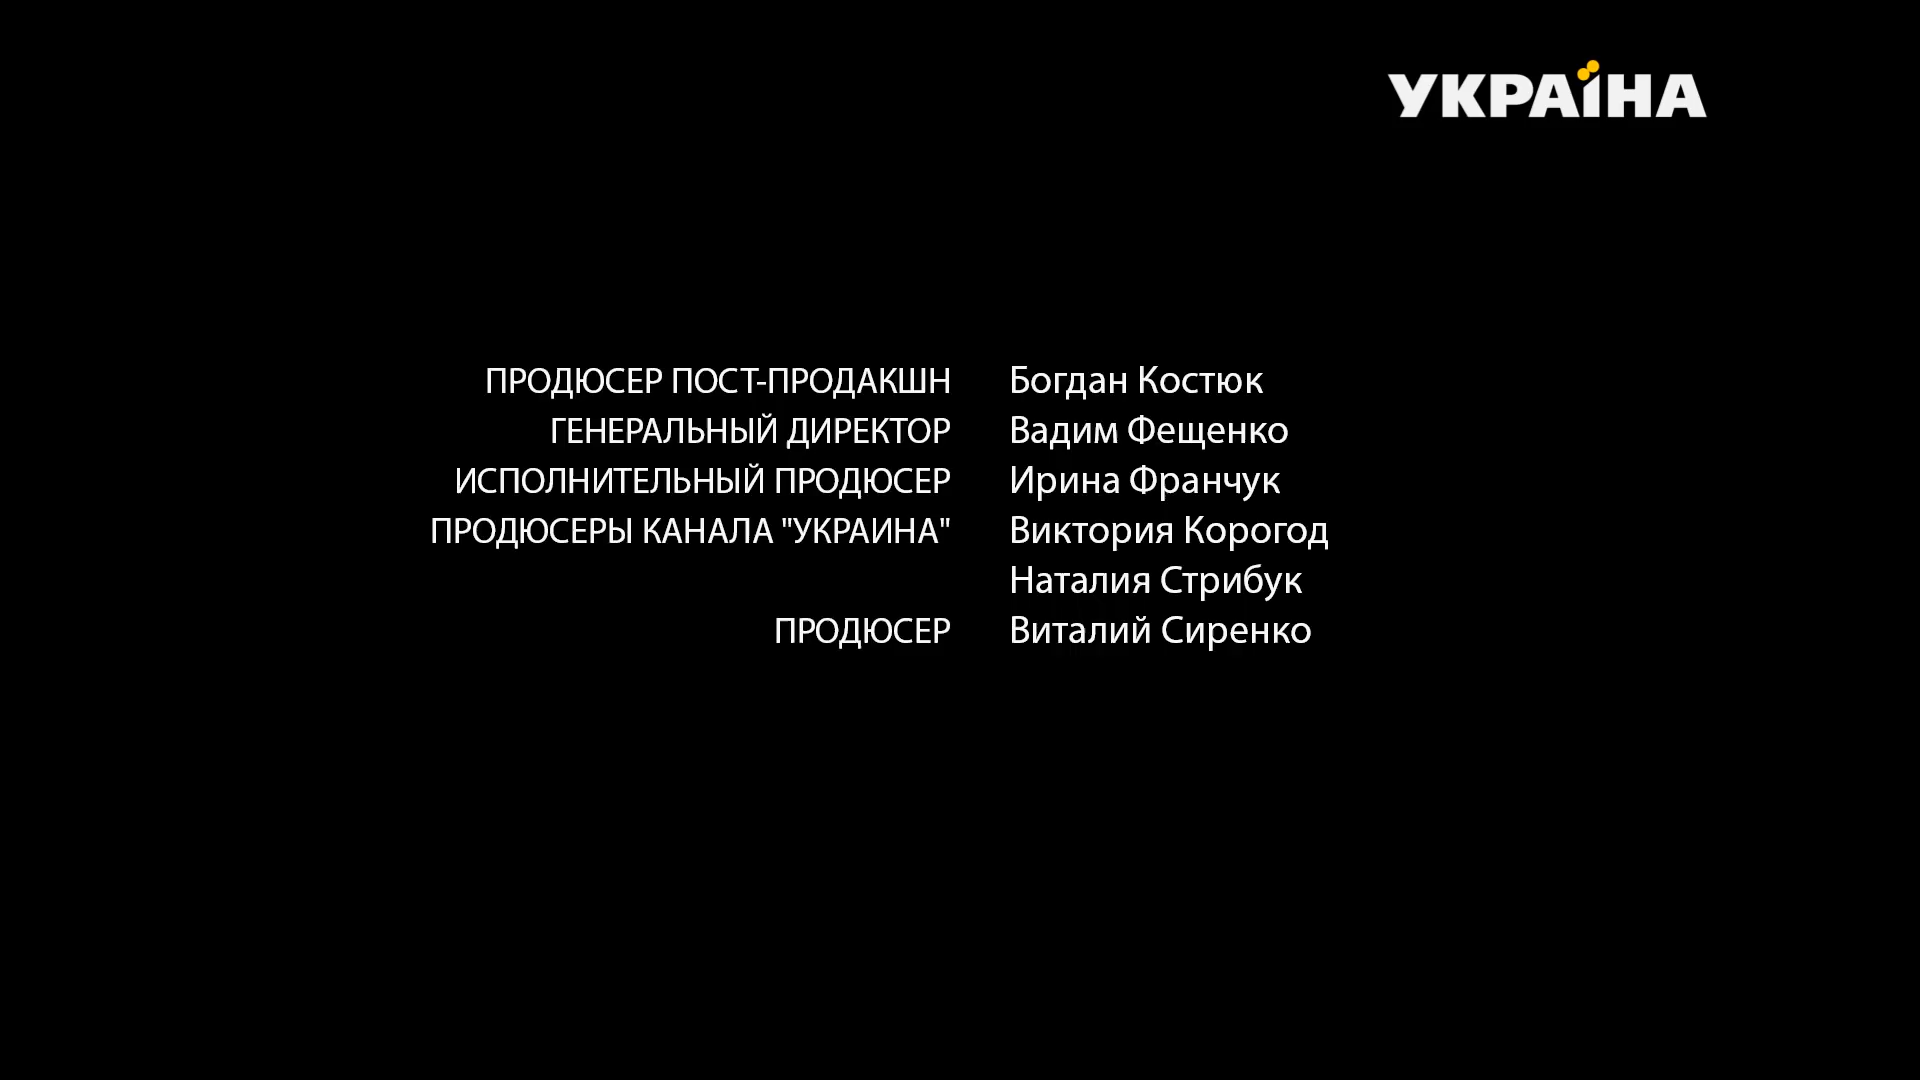 УКРАЇНА
ПРОДЮСЕР ПОСТ-ПРОДАКШН Богдан Костюк
ГЕНЕРАЛЬНЫЙ ДИРЕКТОР Вадим Фещенко
ИСПОЛНИТЕЛЬНЫЙ ПРОДЮСЕР Ирина Франчук
ПРОДЮСЕРЫ КАНАЛА "УКРАИНА" Виктория Корогод
Наталия Стрибук
ПРОДЮСЕР Виталий Сиренко